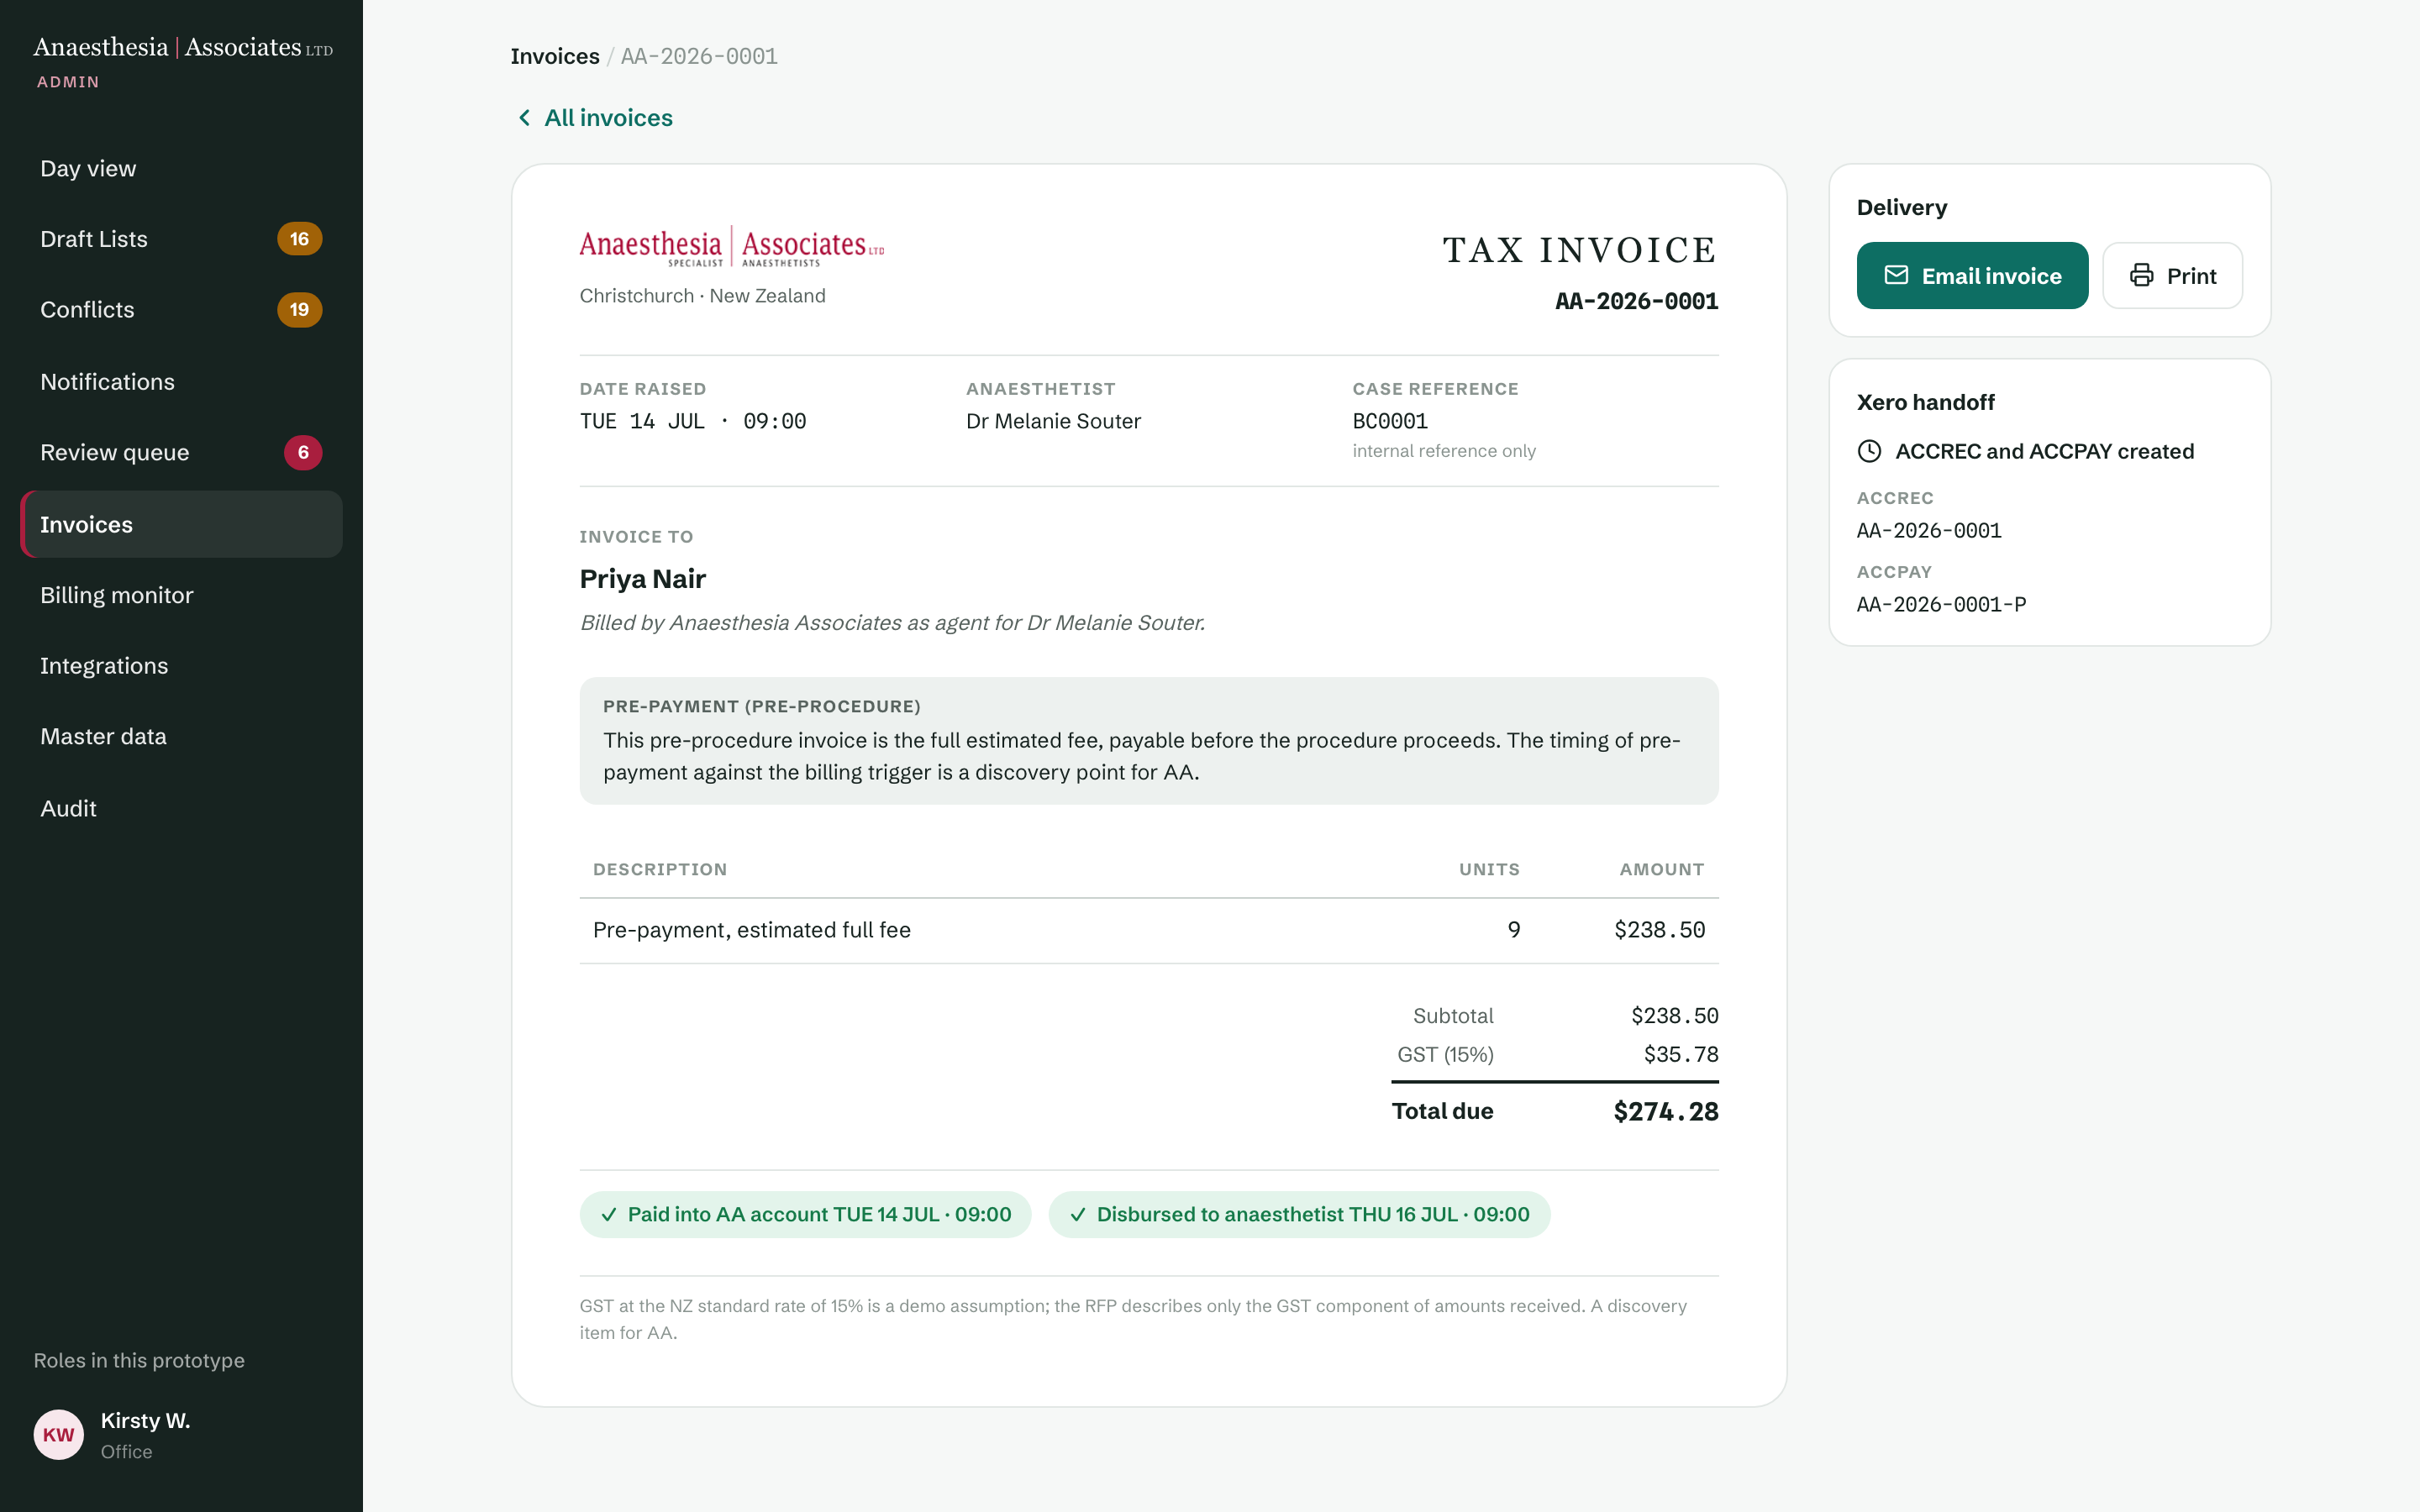 Anaesthesia | Associates LTD
ADMIN
Day view
Draft Lists 16
Conflicts 19
Notifications
Review queue 6
Invoices
Billing monitor
Integrations
Master data
Audit
Roles in this prototype
KW
Kirsty W.
Office
Invoices / AA-2026-0001
All invoices
Anaesthesia | Associates LTD
SPECIALIST | ANAESTHETISTS
Christchurch · New Zealand
TAX INVOICE
AA-2026-0001
DATE RAISED
TUE 14 JUL · 09:00
ANAESTHETIST
Dr Melanie Souter
CASE REFERENCE
BC0001
internal reference only
INVOICE TO
Priya Nair
Billed by Anaesthesia Associates as agent for Dr Melanie Souter.
PRE-PAYMENT (PRE-PROCEDURE)
This pre-procedure invoice is the full estimated fee, payable before the procedure proceeds. The timing of pre-
payment against the billing trigger is a discovery point for AA.
DESCRIPTION UNITS AMOUNT
Pre-payment, estimated full fee 9 $238.50
Subtotal $238.50
GST (15%) $35.78
Total due $274.28
Paid into AA account TUE 14 JUL · 09:00
Disbursed to anaesthetist THU 16 JUL · 09:00
GST at the NZ standard rate of 15% is a demo assumption; the RFP describes only the GST component of amounts received. A discovery
item for AA.
Delivery
Email invoice
Print
Xero handoff
ACCREC and ACCPAY created
ACCREC
AA-2026-0001
ACCPAY
AA-2026-0001-P